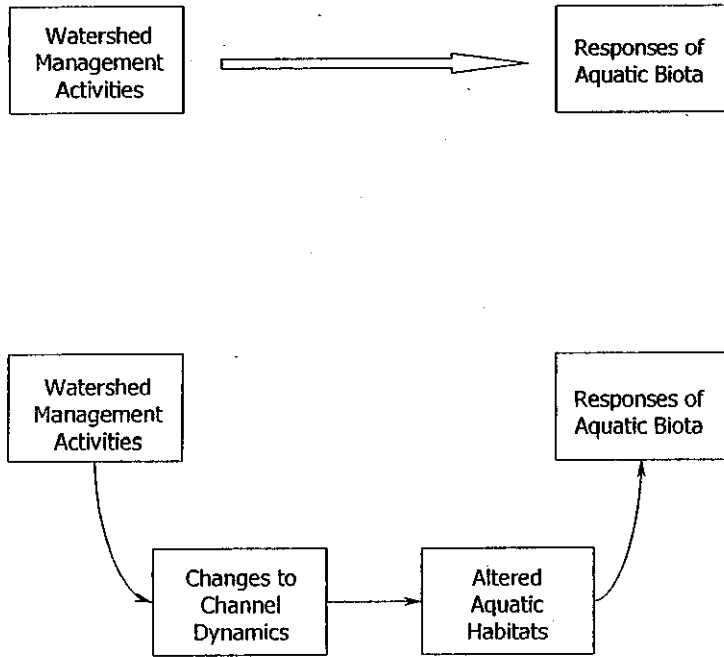 Watershed
Management
Activities
Responses of
Aquatic Biota
Watershed
Management
Activities
Responses of
Aquatic Biota
Changes to
Channel
Dynamics
Altered
Aquatic
Habitats